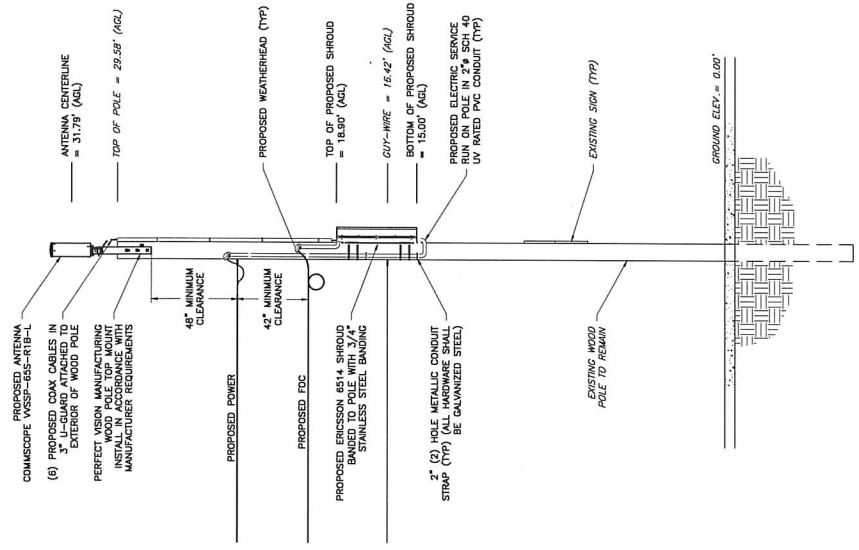 PROPOSED ANTENNA
COMMSCOPE VVSSP-65S-R1B-L
(6) PROPOSED COAX CABLES IN
3" U-GUARD ATTACHED TO
EXTERIOR OF WOOD POLE
PERFECT VISION MANUFACTURING
WOOD POLE TOP MOUNT
INSTALL IN ACCORDANCE WITH
MANUFACTURER REQUIREMENTS
48" MINIMUM
CLEARANCE
PROPOSED POWER
42" MINIMUM
CLEARANCE
PROPOSED FOC
PROPOSED ERICSSON 6514 SHROUD
BANDED TO POLE WITH 3/4"
STAINLESS STEEL BANDING
2" (2) HOLE METALLIC CONDUIT
STRAP (TYP) (ALL HARDWARE SHALL
BE GALVANIZED STEEL)
EXISTING WOOD
POLE TO REMAIN
ANTENNA CENTERLINE
= 31.79' (AGL)
TOP OF POLE = 29.58' (AGL)
PROPOSED WEATHERHEAD (TYP)
TOP OF PROPOSED SHROUD
= 18.90' (AGL)
GUY-WIRE = 16.42' (AGL)
BOTTOM OF PROPOSED SHROUD
= 15.00' (AGL)
PROPOSED ELECTRIC SERVICE
RUN ON POLE IN 2"ø SCH 40
UV RATED PVC CONDUIT (TYP)
EXISTING SIGN (TYP)
GROUND ELEV.= 0.00'